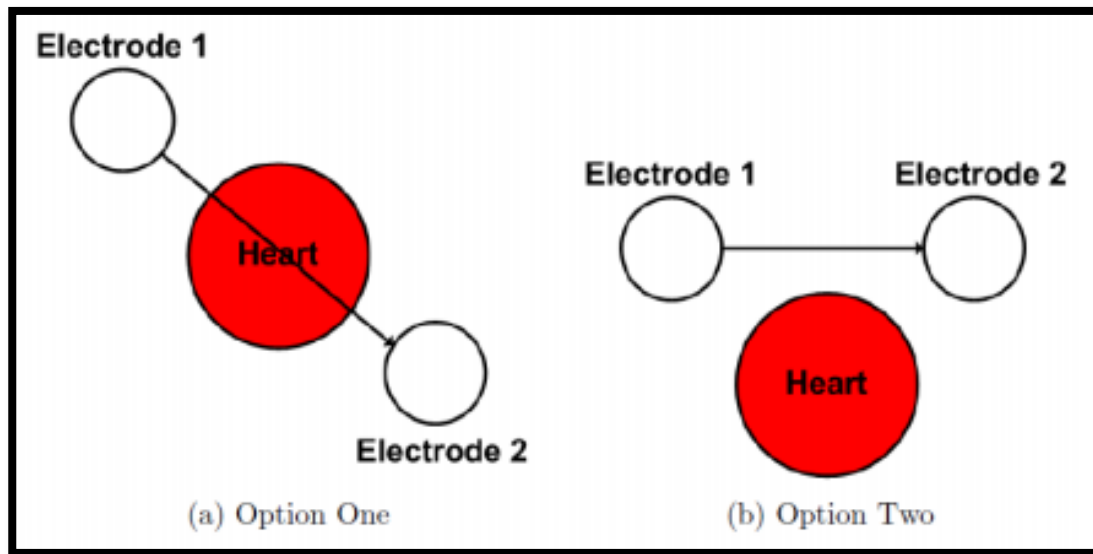 Electrode 1
Heart
Electrode 2
(a) Option One
Electrode 1
Electrode 2
Heart
(b) Option Two